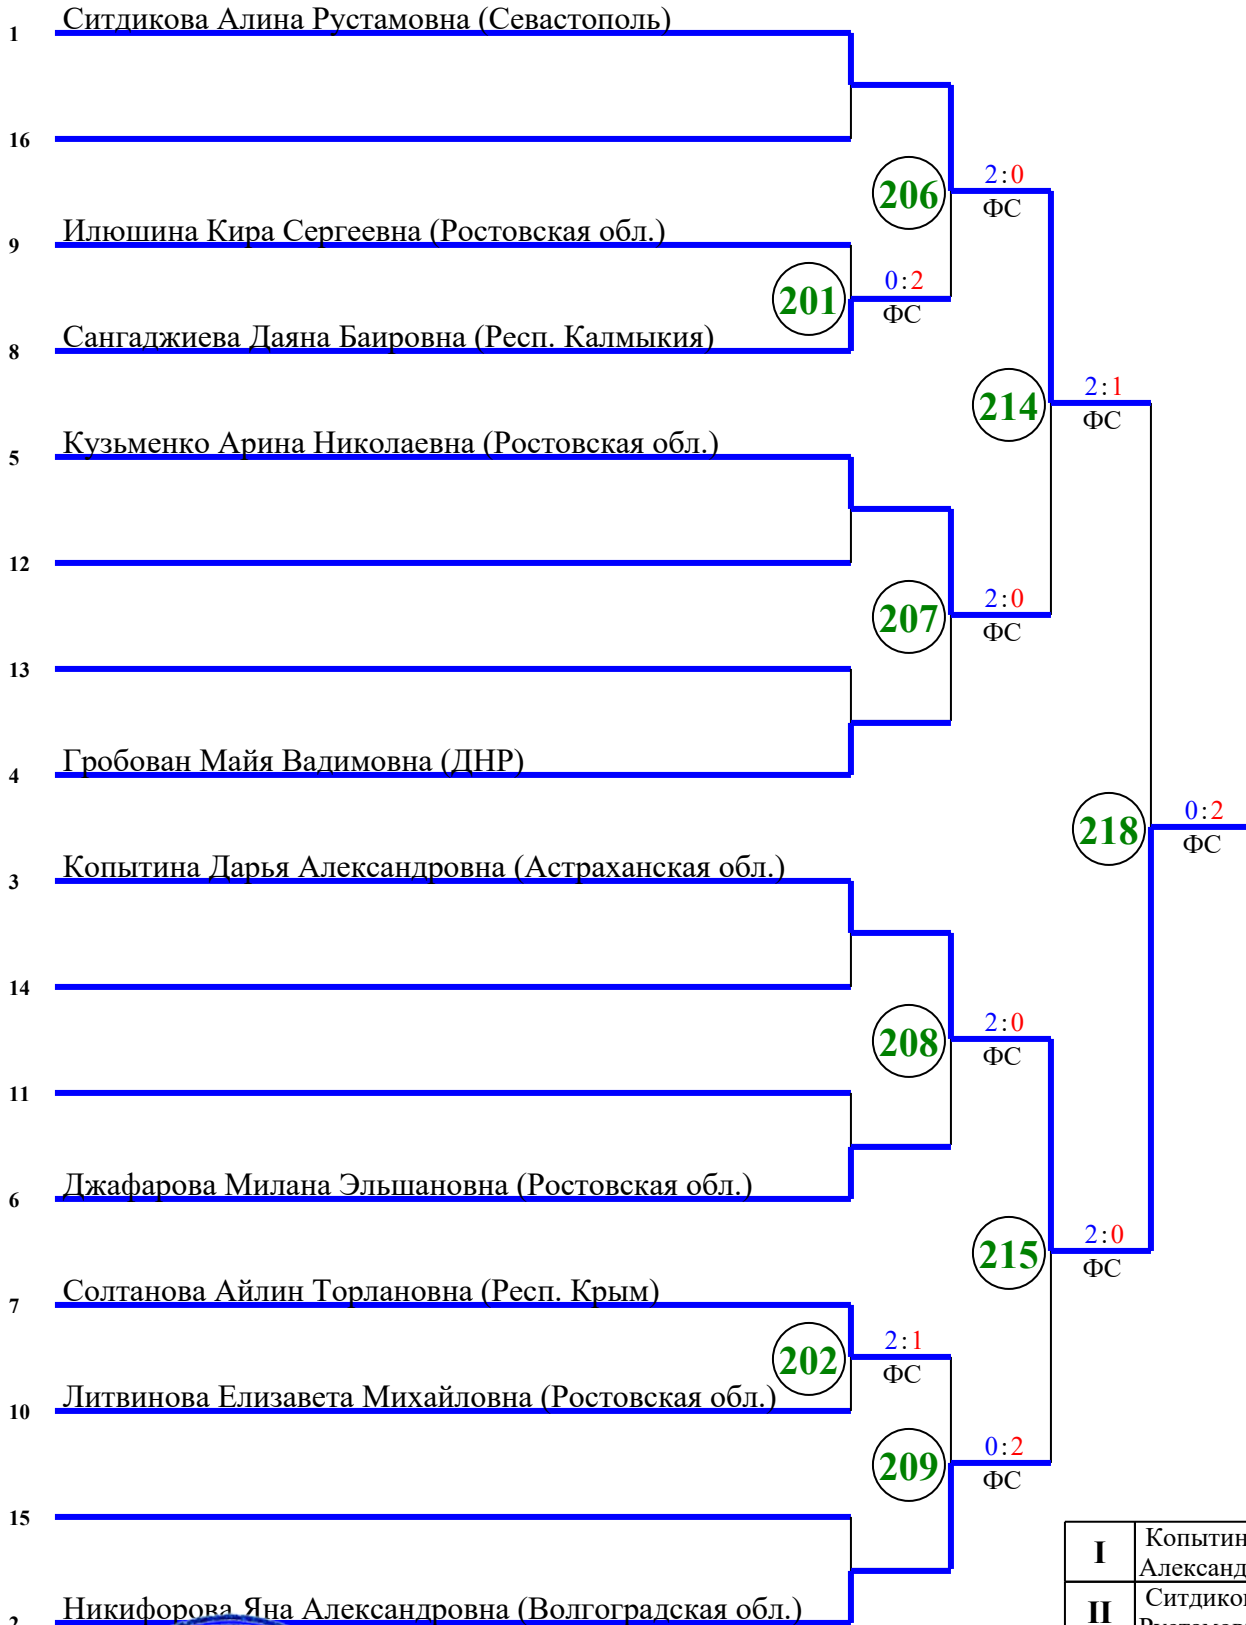 1 Ситдикова Алина Рустамовна (Севастополь)
16
206 2:0
ФС
9 Илюшина Кира Сергеевна (Ростовская обл.)
201 0:2
ФС
8 Сангаджиева Даяна Баировна (Респ. Калмыкия)
214 2:1
ФС
5 Кузьменко Арина Николаевна (Ростовская обл.)
12
207 2:0
ФС
13
4 Гробован Майя Вадимовна (ДНР)
218 0:2
ФС
3 Копытина Дарья Александровна (Астраханская обл.)
14
208 2:0
ФС
11
6 Джафарова Милана Эльшановна (Ростовская обл.)
215 2:0
ФС
7 Солтанова Айлин Торлановна (Респ. Крым)
202 2:1
ФС
10 Литвинова Елизавета Михайловна (Ростовская обл.)
209 0:2
ФС
15
I Копытин
Александ
2 Никифорова Яна Александровна (Волгоградская обл.)
II Ситдико